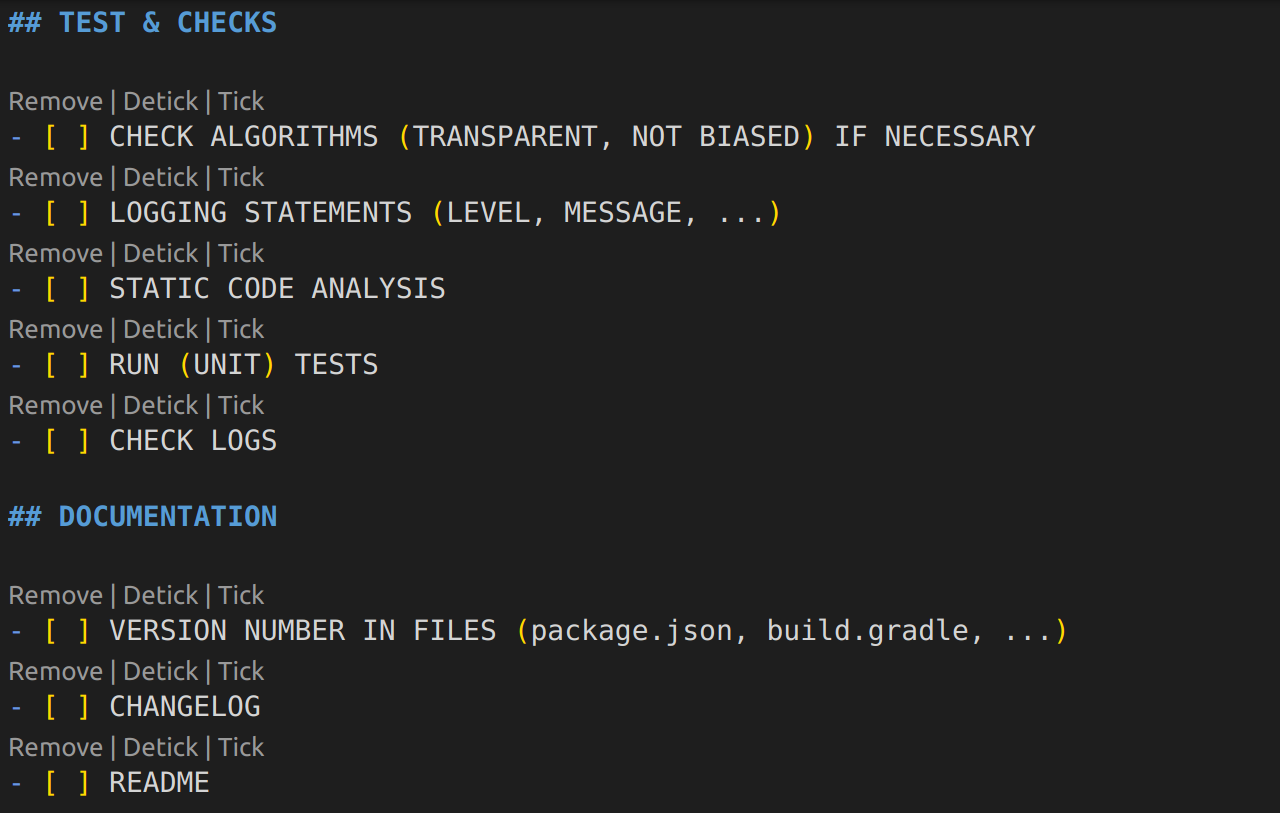 ## TEST & CHECKS
Remove | Detick | Tick
- [ ] CHECK ALGORITHMS (TRANSPARENT, NOT BIASED) IF NECESSARY
Remove | Detick | Tick
- [ ] LOGGING STATEMENTS (LEVEL, MESSAGE, ...)
Remove | Detick | Tick
- [ ] STATIC CODE ANALYSIS
Remove | Detick | Tick
- [ ] RUN (UNIT) TESTS
Remove | Detick | Tick
- [ ] CHECK LOGS
## DOCUMENTATION
Remove | Detick | Tick
- [ ] VERSION NUMBER IN FILES (package.json, build.gradle, ...)
Remove | Detick | Tick
- [ ] CHANGELOG
Remove | Detick | Tick
- [ ] README